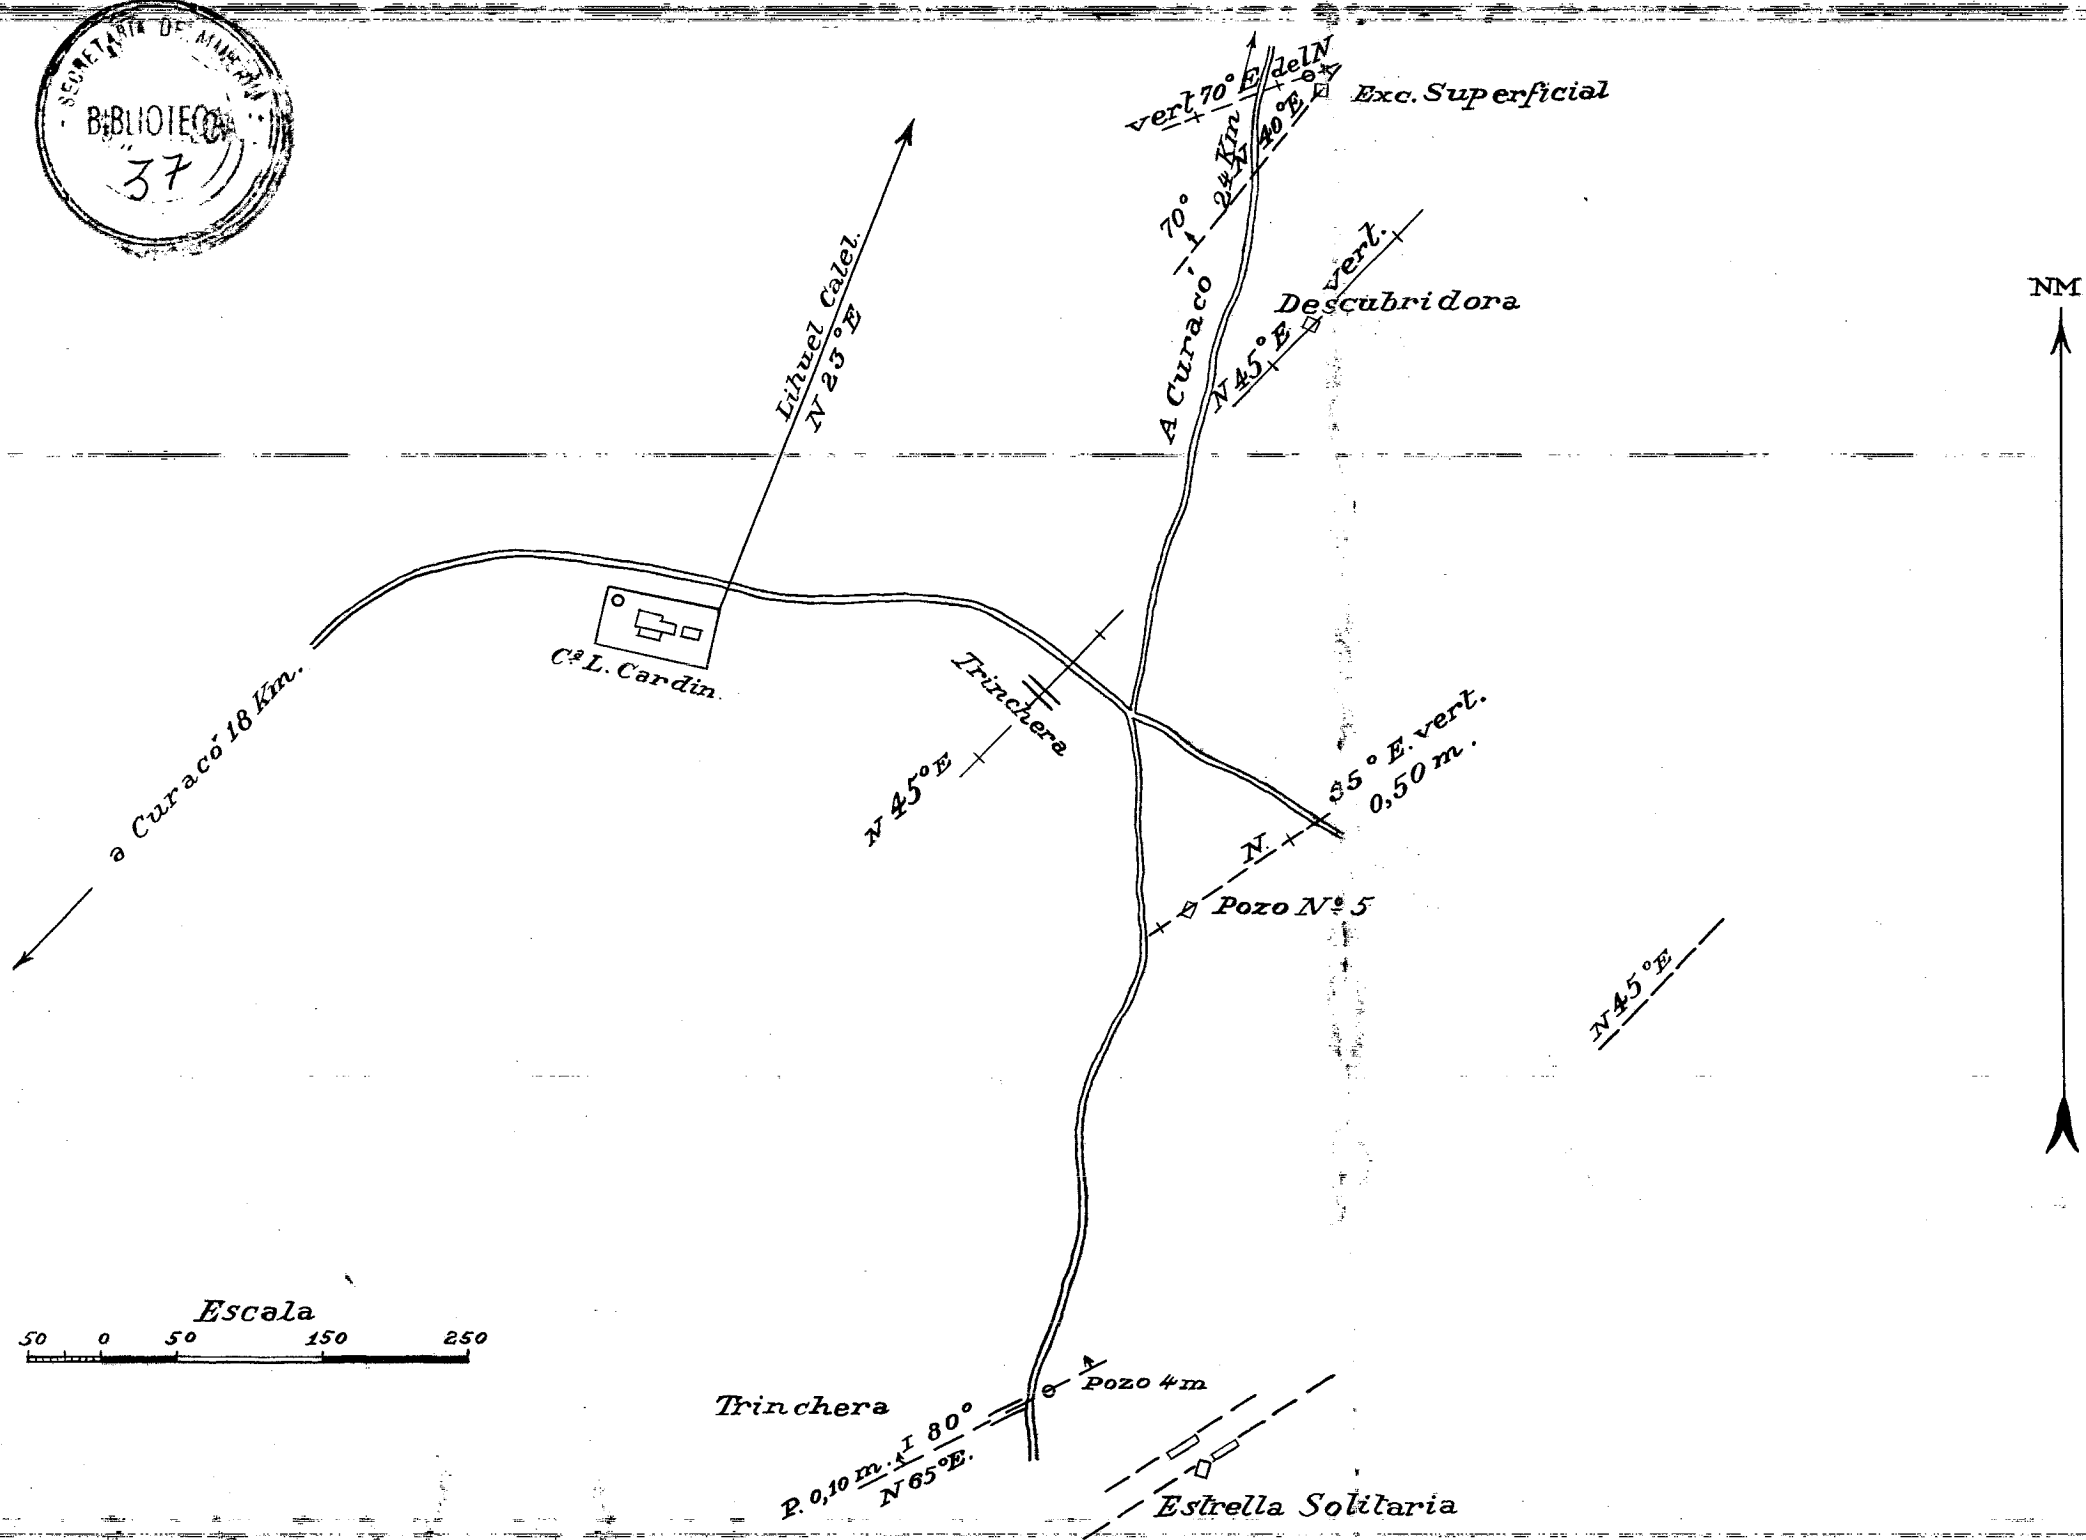 SECRETARIA DE MINERIA
BIBLIOTECA
37
vert 70° E del N
Exc. Superficial
N 40° E
24 Km
70°
A Curacó
Lihuel Calel.
N 23° E
vert.
Descubridora
N 45° E
NM
Cª L. Cardin
Trinchera
N 45° E
a Curacó 18 Km.
N. 55° E. vert.
0,50 m.
Pozo Nº 5
N 45° E
Escala
50 0 50 150 250
Trinchera
Pozo 4 m
P. 0,10 m. I 80°
N 65° E.
Estrella Solitaria